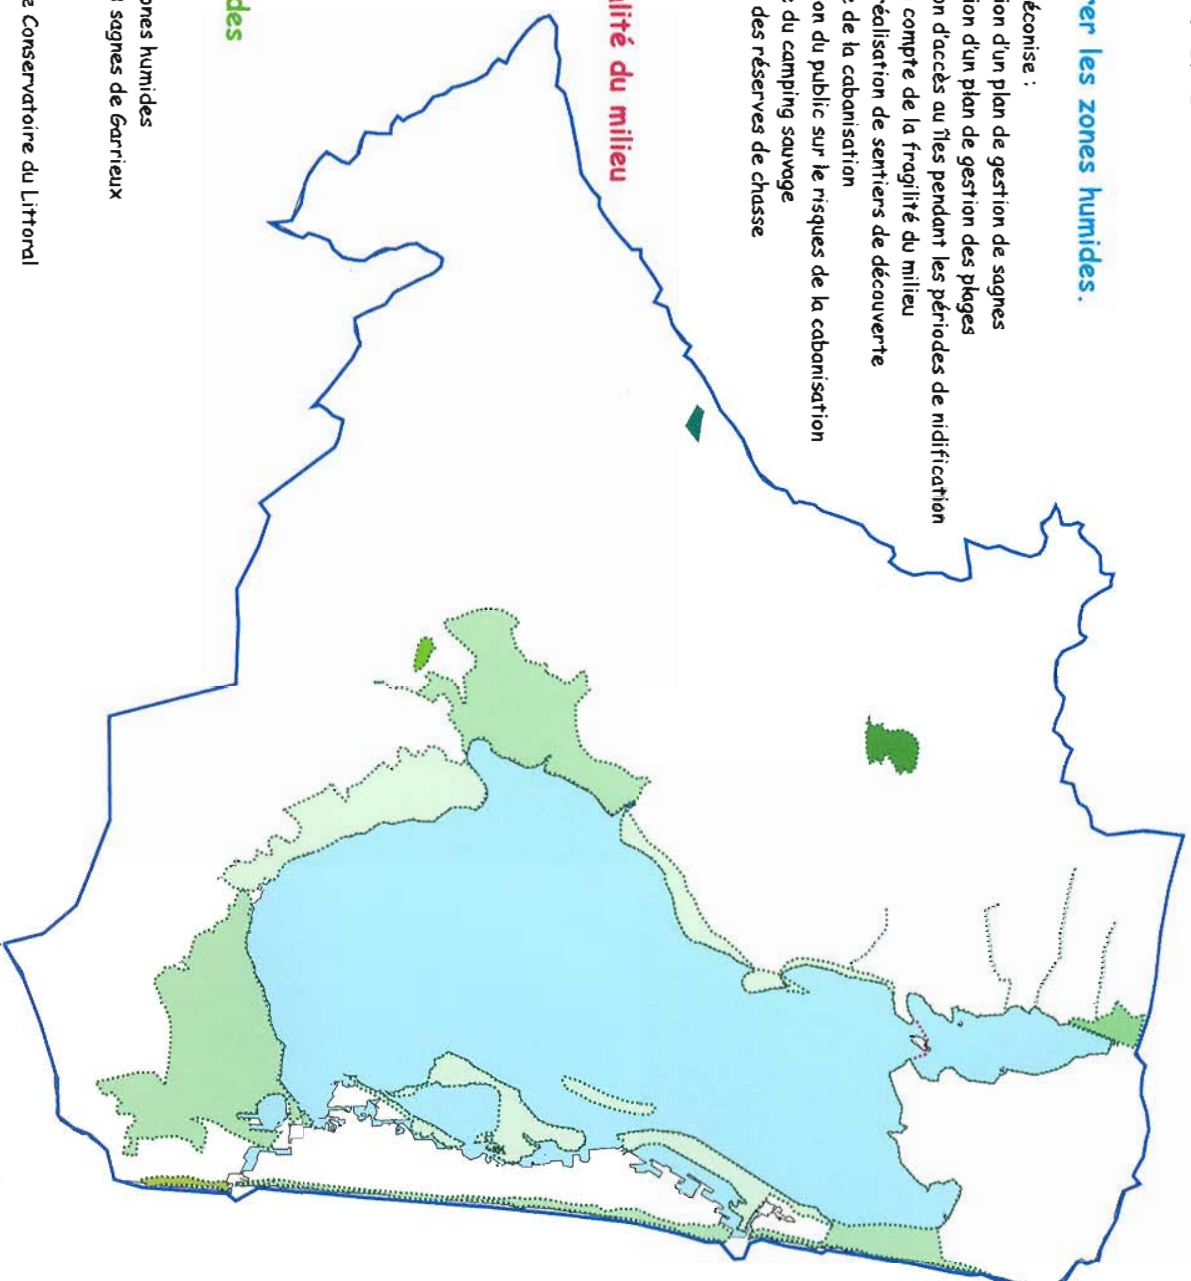 rer les zones humides.
éconise :
ion d'un plan de gestion de sagnes
ion d'un plan de gestion des plages
on d'accès au îles pendant les périodes de nidification
compte de la fragilité du milieu
réalisation de sentiers de découverte
e de la cabanisation
on du public sur le risques de la cabanisation
e du camping sauvage
des réserves de chasse
alité du milieu
des
ones humides
sagnes de Garrieux
e Conservatoire du Littoral